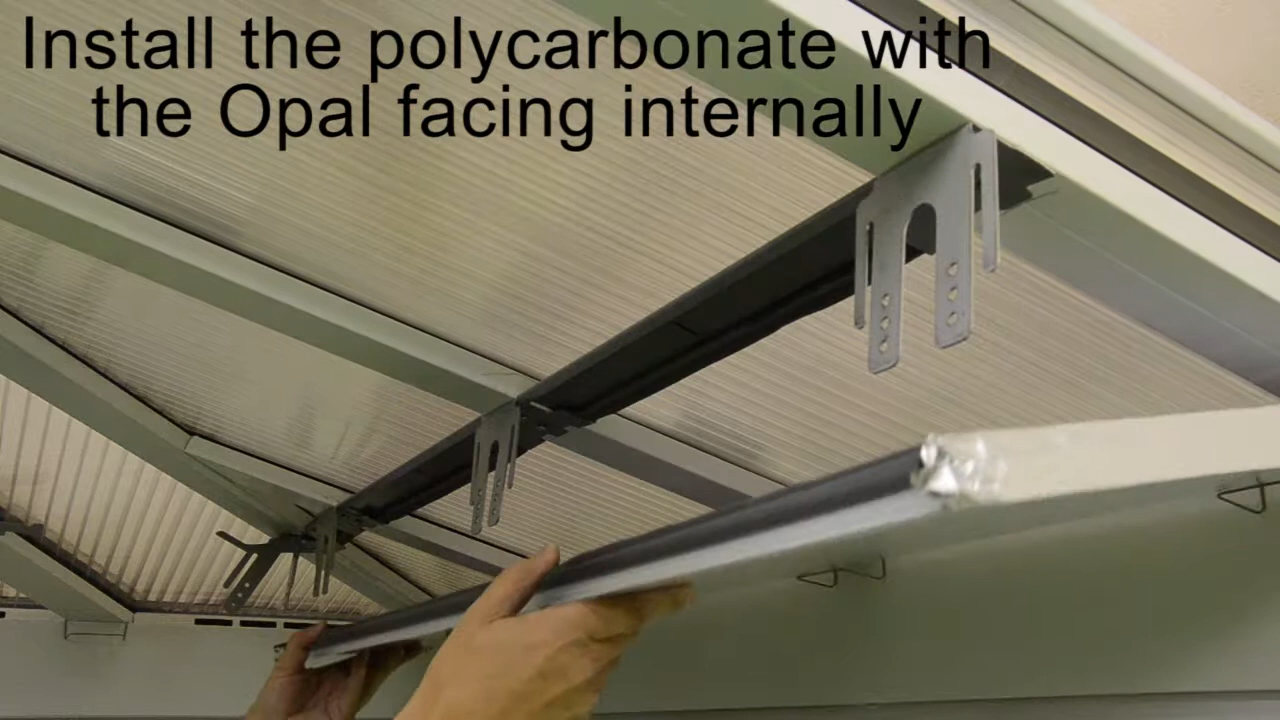 Install the polycarbonate with
the Opal facing internally